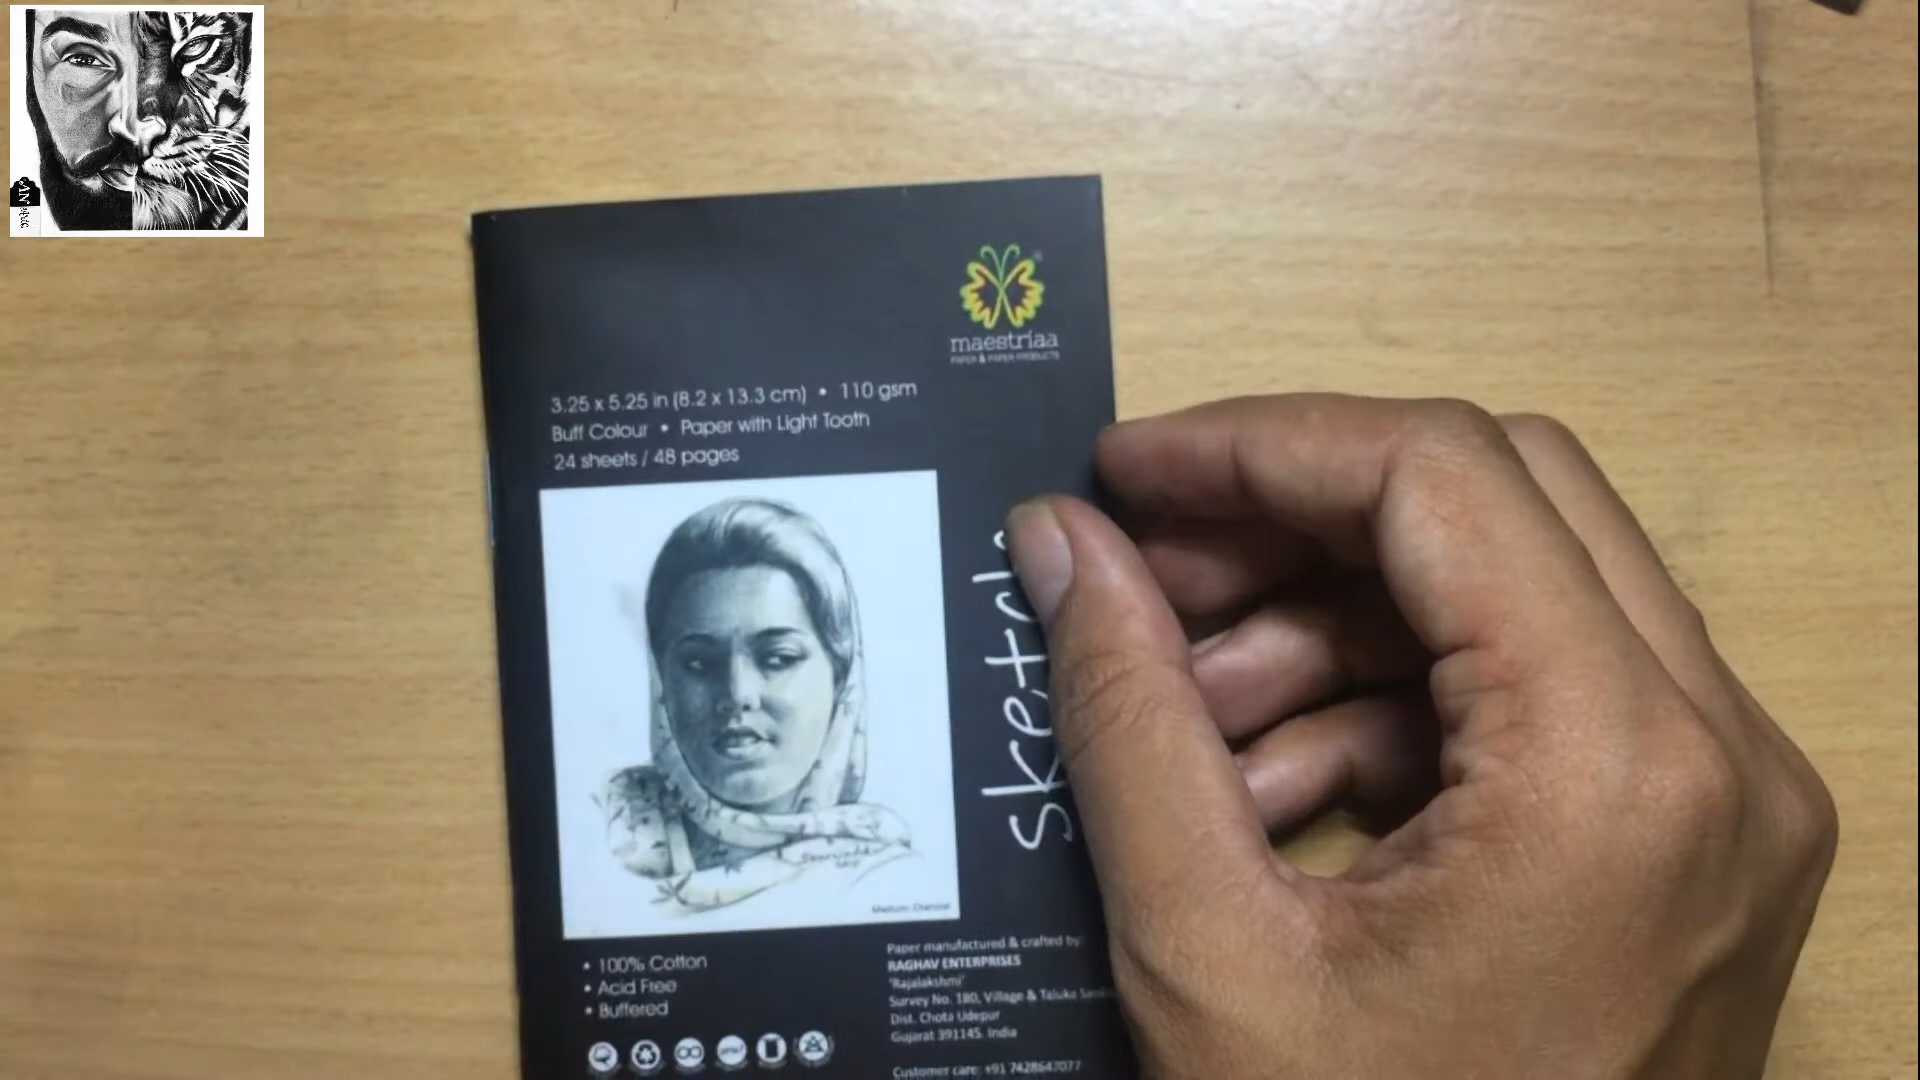 maestríaa
PAPER & PAPER PRODUCTS
3.25 x 5.25 in (8.2 x 13.3 cm) • 110 gsm
Buff Colour • Paper with Light Tooth
24 sheets / 48 pages
Medium: Charcoal
• 100% Cotton
• Acid Free
• Buffered
Paper manufactured & crafted by:
RAGHAV ENTERPRISES
'Rajalakshmi'
Survey No. 180, Village & Taluka
Dist. Chota Udepur
Gujarat 391145. India
Customer care: +91 7428647077